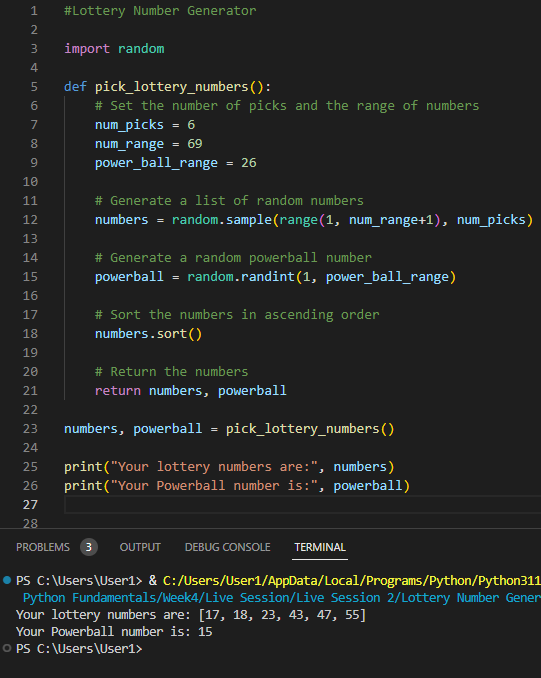 1 #Lottery Number Generator
2
3 import random
4
5 def pick_lottery_numbers():
6     # Set the number of picks and the range of numbers
7     num_picks = 6
8     num_range = 69
9     power_ball_range = 26
10
11     # Generate a list of random numbers
12     numbers = random.sample(range(1, num_range+1), num_picks)
13
14     # Generate a random powerball number
15     powerball = random.randint(1, power_ball_range)
16
17     # Sort the numbers in ascending order
18     numbers.sort()
19
20     # Return the numbers
21     return numbers, powerball
22
23 numbers, powerball = pick_lottery_numbers()
24
25 print("Your lottery numbers are:", numbers)
26 print("Your Powerball number is:", powerball)
27
28
PROBLEMS 3 OUTPUT DEBUG CONSOLE TERMINAL
PS C:\Users\User1> & C:/Users/User1/AppData/Local/Programs/Python/Python311
Python Fundamentals/Week4/Live Session/Live Session 2/Lottery Number Gener
Your lottery numbers are: [17, 18, 23, 43, 47, 55]
Your Powerball number is: 15
PS C:\Users\User1>